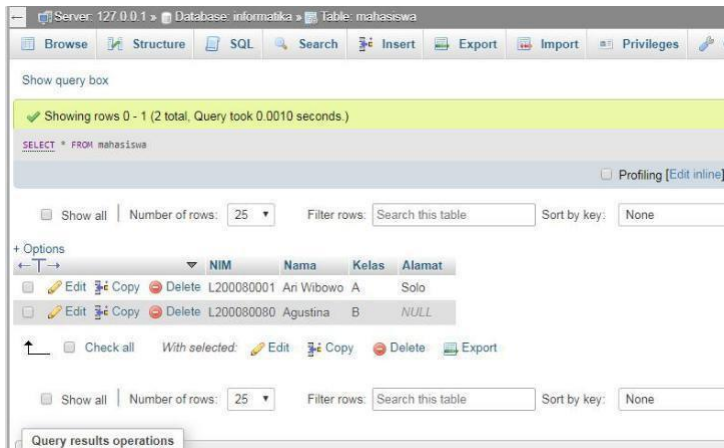 Server: 127.0.0.1 » Database: informatika » Table: mahasiswa
Browse Structure SQL Search Insert Export Import Privileges
Show query box
Showing rows 0 - 1 (2 total, Query took 0.0010 seconds.)
SELECT * FROM mahasiswa
Profiling [Edit inline]
Show all Number of rows: 25 Filter rows: Search this table Sort by key: None
+ Options
←T→ NIM Nama Kelas Alamat
Edit Copy Delete L200080001 Ari Wibowo A Solo
Edit Copy Delete L200080080 Agustina B NULL
Check all With selected: Edit Copy Delete Export
Show all Number of rows: 25 Filter rows: Search this table Sort by key: None
Query results operations